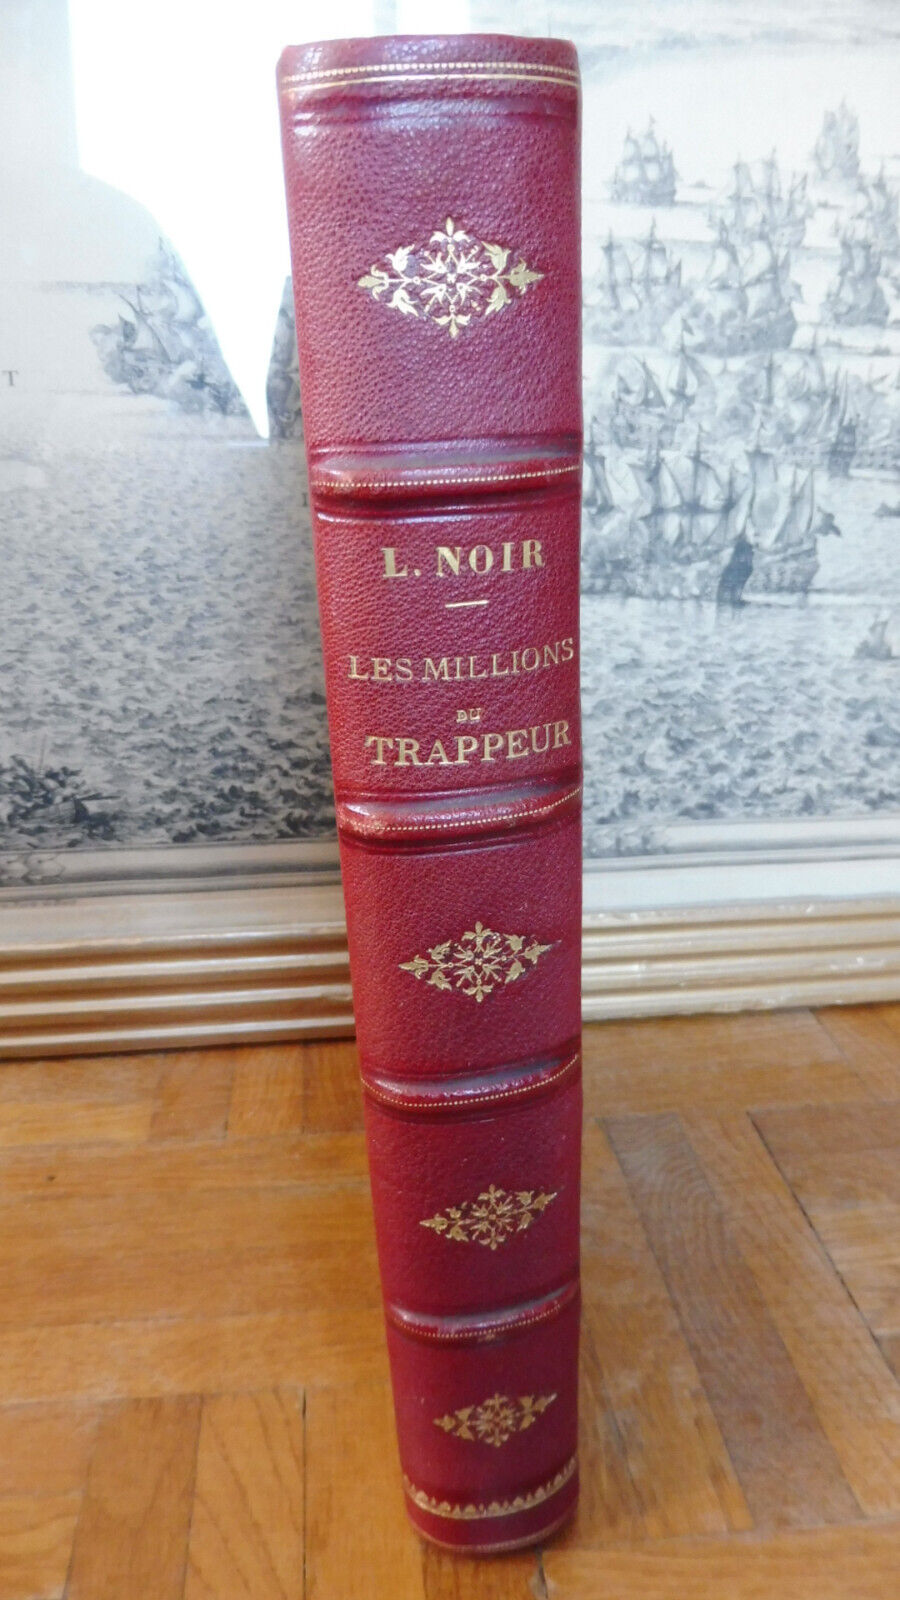 L. NOIR
LES MILLIONS
DU
TRAPPEUR
T